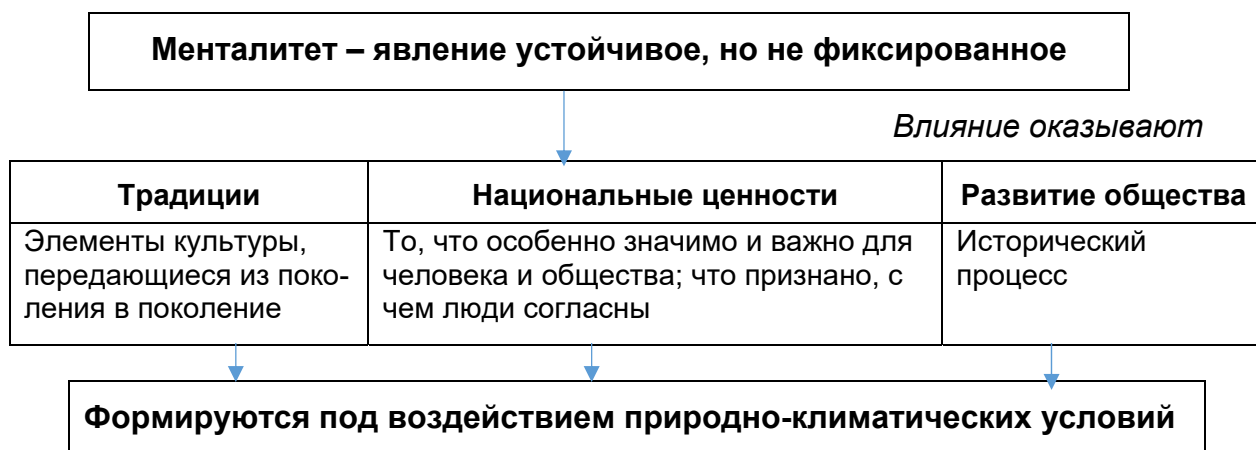 Менталитет – явление устойчивое, но не фиксированное
Влияние оказывают
Традиции
Национальные ценности
Развитие общества
Элементы культуры,
передающиеся из поко-
ления в поколение
То, что особенно значимо и важно для
человека и общества; что признано, с
чем люди согласны
Исторический
процесс
Формируются под воздействием природно-климатических условий